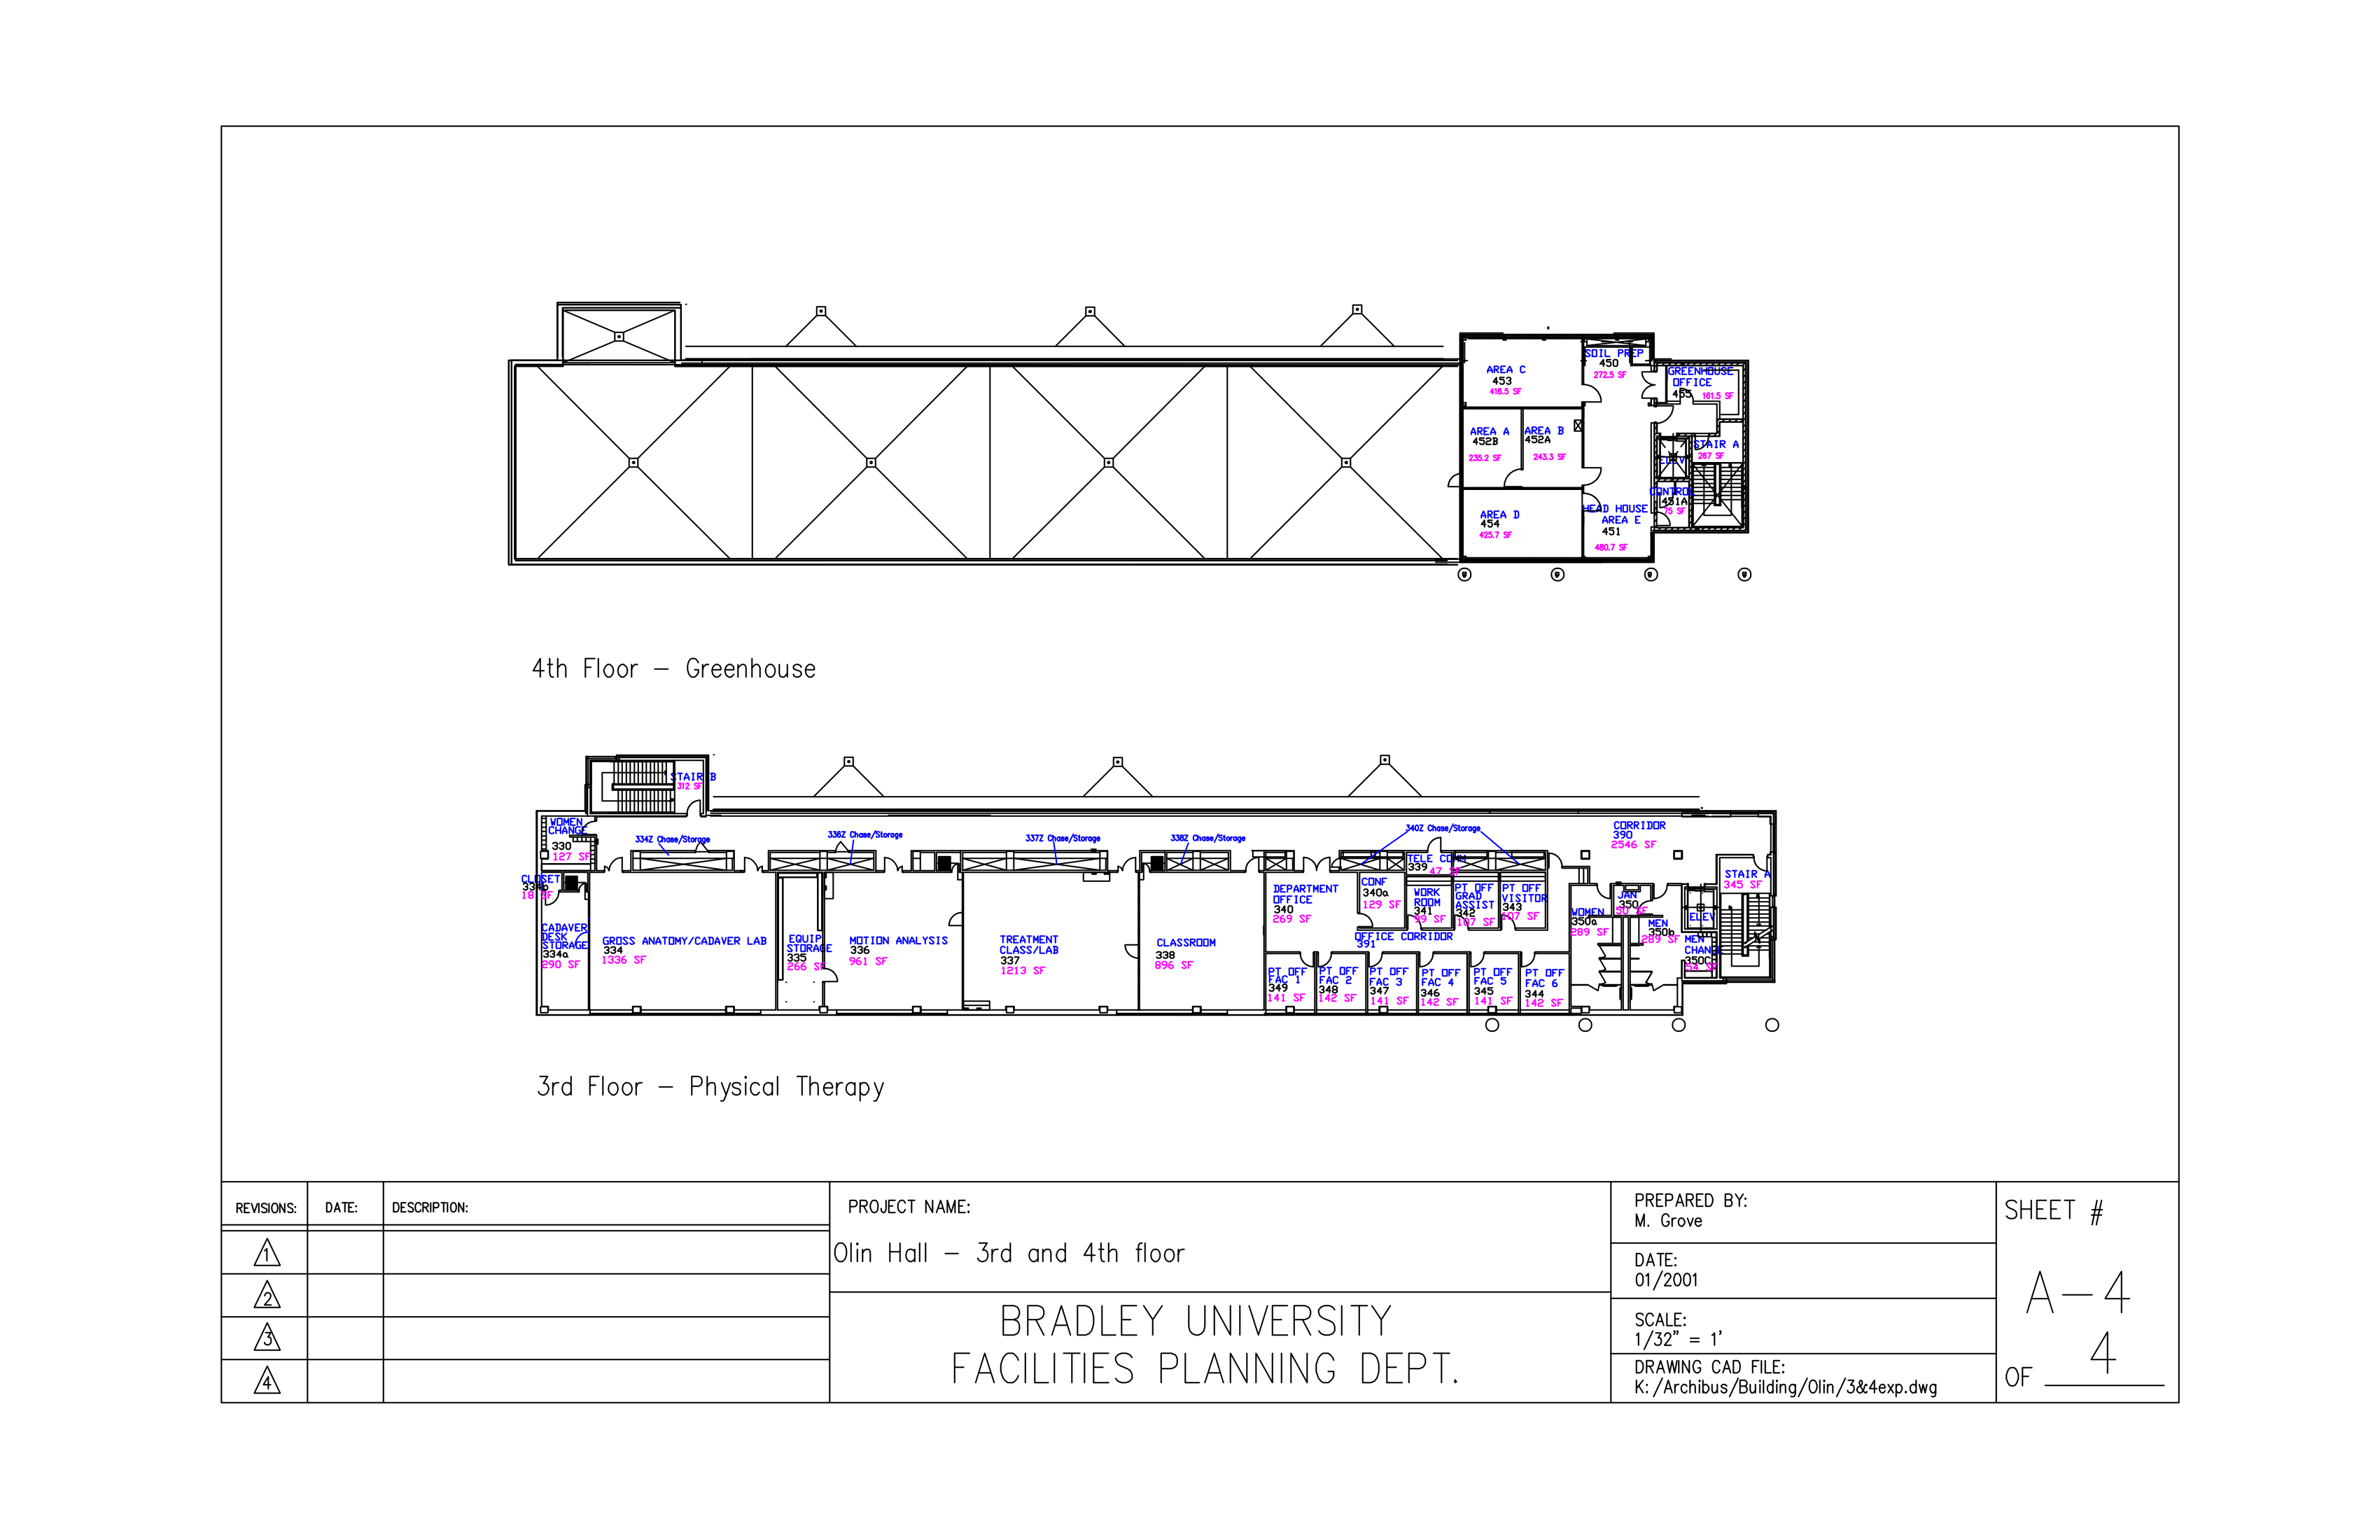 AREA C
453
416.5 SF
SOIL PREP
450
272.5 SF
GREENHOUSE
OFFICE
455 161.5 SF
AREA A
452B
235.2 SF
AREA B
452A
243.3 SF
STAIR A
267 SF
ELEV
CONTROL
451A
75 SF
AREA D
454
425.7 SF
HEAD HOUSE
AREA E
451
480.7 SF
4th Floor - Greenhouse
STAIR B
312 SF
WOMEN
CHANGE
330
127 SF
334Z Chase/Storage
336Z Chase/Storage
337Z Chase/Storage
338Z Chase/Storage
340Z Chase/Storage
CORRIDOR
390
2546 SF
TELE COMM
339
47 SF
CLOSET
334b
18 SF
CADAVER
DESK
STORAGE
334a
290 SF
GROSS ANATOMY/CADAVER LAB
334
1336 SF
EQUIP
STORAGE
335
266 SF
MOTION ANALYSIS
336
961 SF
TREATMENT
CLASS/LAB
337
1213 SF
CLASSROOM
338
896 SF
DEPARTMENT
OFFICE
340
269 SF
CONF
340a
129 SF
WORK
ROOM
341
99 SF
PT OFF
GRAD
ASSIST
342
107 SF
PT OFF
VISITOR
343
107 SF
OFFICE CORRIDOR
391
PT OFF
FAC 1
349
141 SF
PT OFF
FAC 2
348
142 SF
PT OFF
FAC 3
347
141 SF
PT OFF
FAC 4
346
142 SF
PT OFF
FAC 5
345
141 SF
PT OFF
FAC 6
344
142 SF
WOMEN
350a
289 SF
JAN
350
50 SF
MEN
350b
289 SF
ELEV
MEN
CHANGE
350C
54 SF
STAIR A
345 SF
3rd Floor - Physical Therapy
REVISIONS: DATE: DESCRIPTION:
1
2
3
4
PROJECT NAME:
Olin Hall - 3rd and 4th floor
BRADLEY UNIVERSITY
FACILITIES PLANNING DEPT.
PREPARED BY:
M. Grove
DATE:
01/2001
SCALE:
1/32" = 1'
DRAWING CAD FILE:
K:/Archibus/Building/Olin/3&4exp.dwg
SHEET #
A-4
4
OF